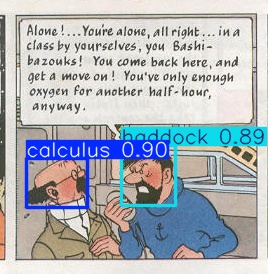 Alone!...You're alone, all right...in a
class by yourselves, you Bashi-
bazouks! You come back here, and
get a move on! You've only enough
oxygen for another half-hour,
anyway.
haddock 0.89
calculus 0.90